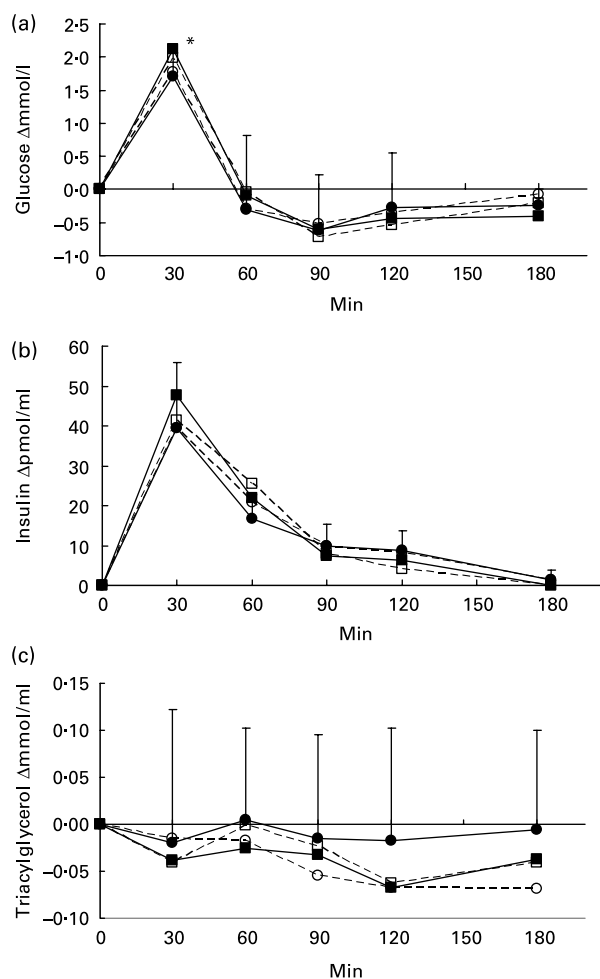 (a)
Glucose Δmmol/l
2·5
2·0
1·5
1·0
0·5
0·0
−0·5
−1·0
*
0 30 60 90 120 150 180
Min
(b)
Insulin Δpmol/ml
60
50
40
30
20
10
0
0 30 60 90 120 150 180
Min
(c)
Triacylglycerol Δmmol/ml
0·15
0·10
0·05
0·00
−0·05
−0·10
0 30 60 90 120 150 180
Min